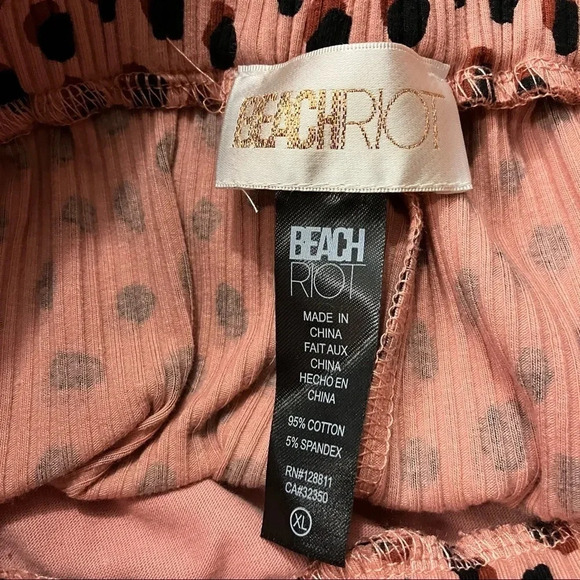 BEACHRIOT
BEACH
RIOT
MADE IN
CHINA
FAIT AUX
CHINA
HECHO EN
CHINA
95% COTTON
5% SPANDEX
RN#128811
CA#32350
XL